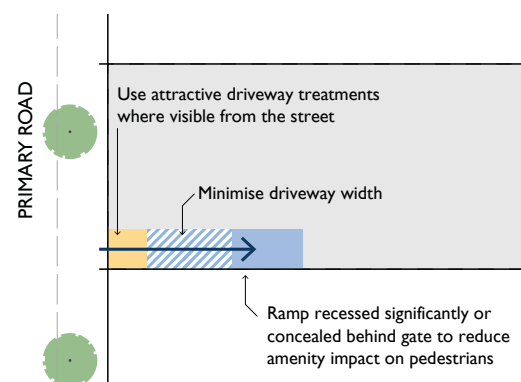 PRIMARY ROAD
Use attractive driveway treatments
where visible from the street
Minimise driveway width
Ramp recessed significantly or
concealed behind gate to reduce
amenity impact on pedestrians